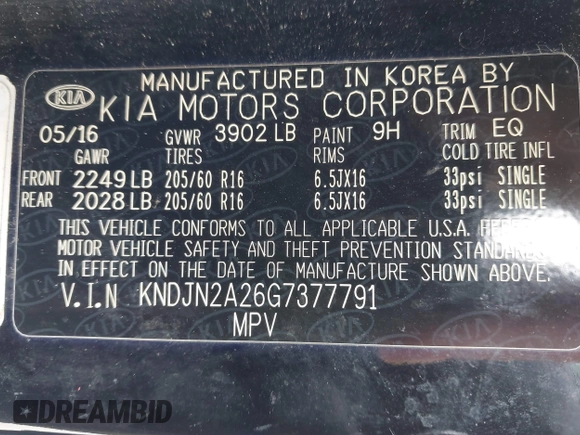 MANUFACTURED IN KOREA BY
KIA KIA MOTORS CORPORATION
05/16 GVWR 3902 LB PAINT 9H TRIM EQ
GAWR TIRES RIMS COLD TIRE INFL
FRONT 2249 LB 205/60 R16 6.5JX16 33psi SINGLE
REAR 2028 LB 205/60 R16 6.5JX16 33psi SINGLE
THIS VEHICLE CONFORMS TO ALL APPLICABLE U.S.A. FEDERAL
MOTOR VEHICLE SAFETY AND THEFT PREVENTION STANDARDS
IN EFFECT ON THE DATE OF MANUFACTURE SHOWN ABOVE.
V.I.N KNDJN2A26G7377791
MPV
DREAMBID